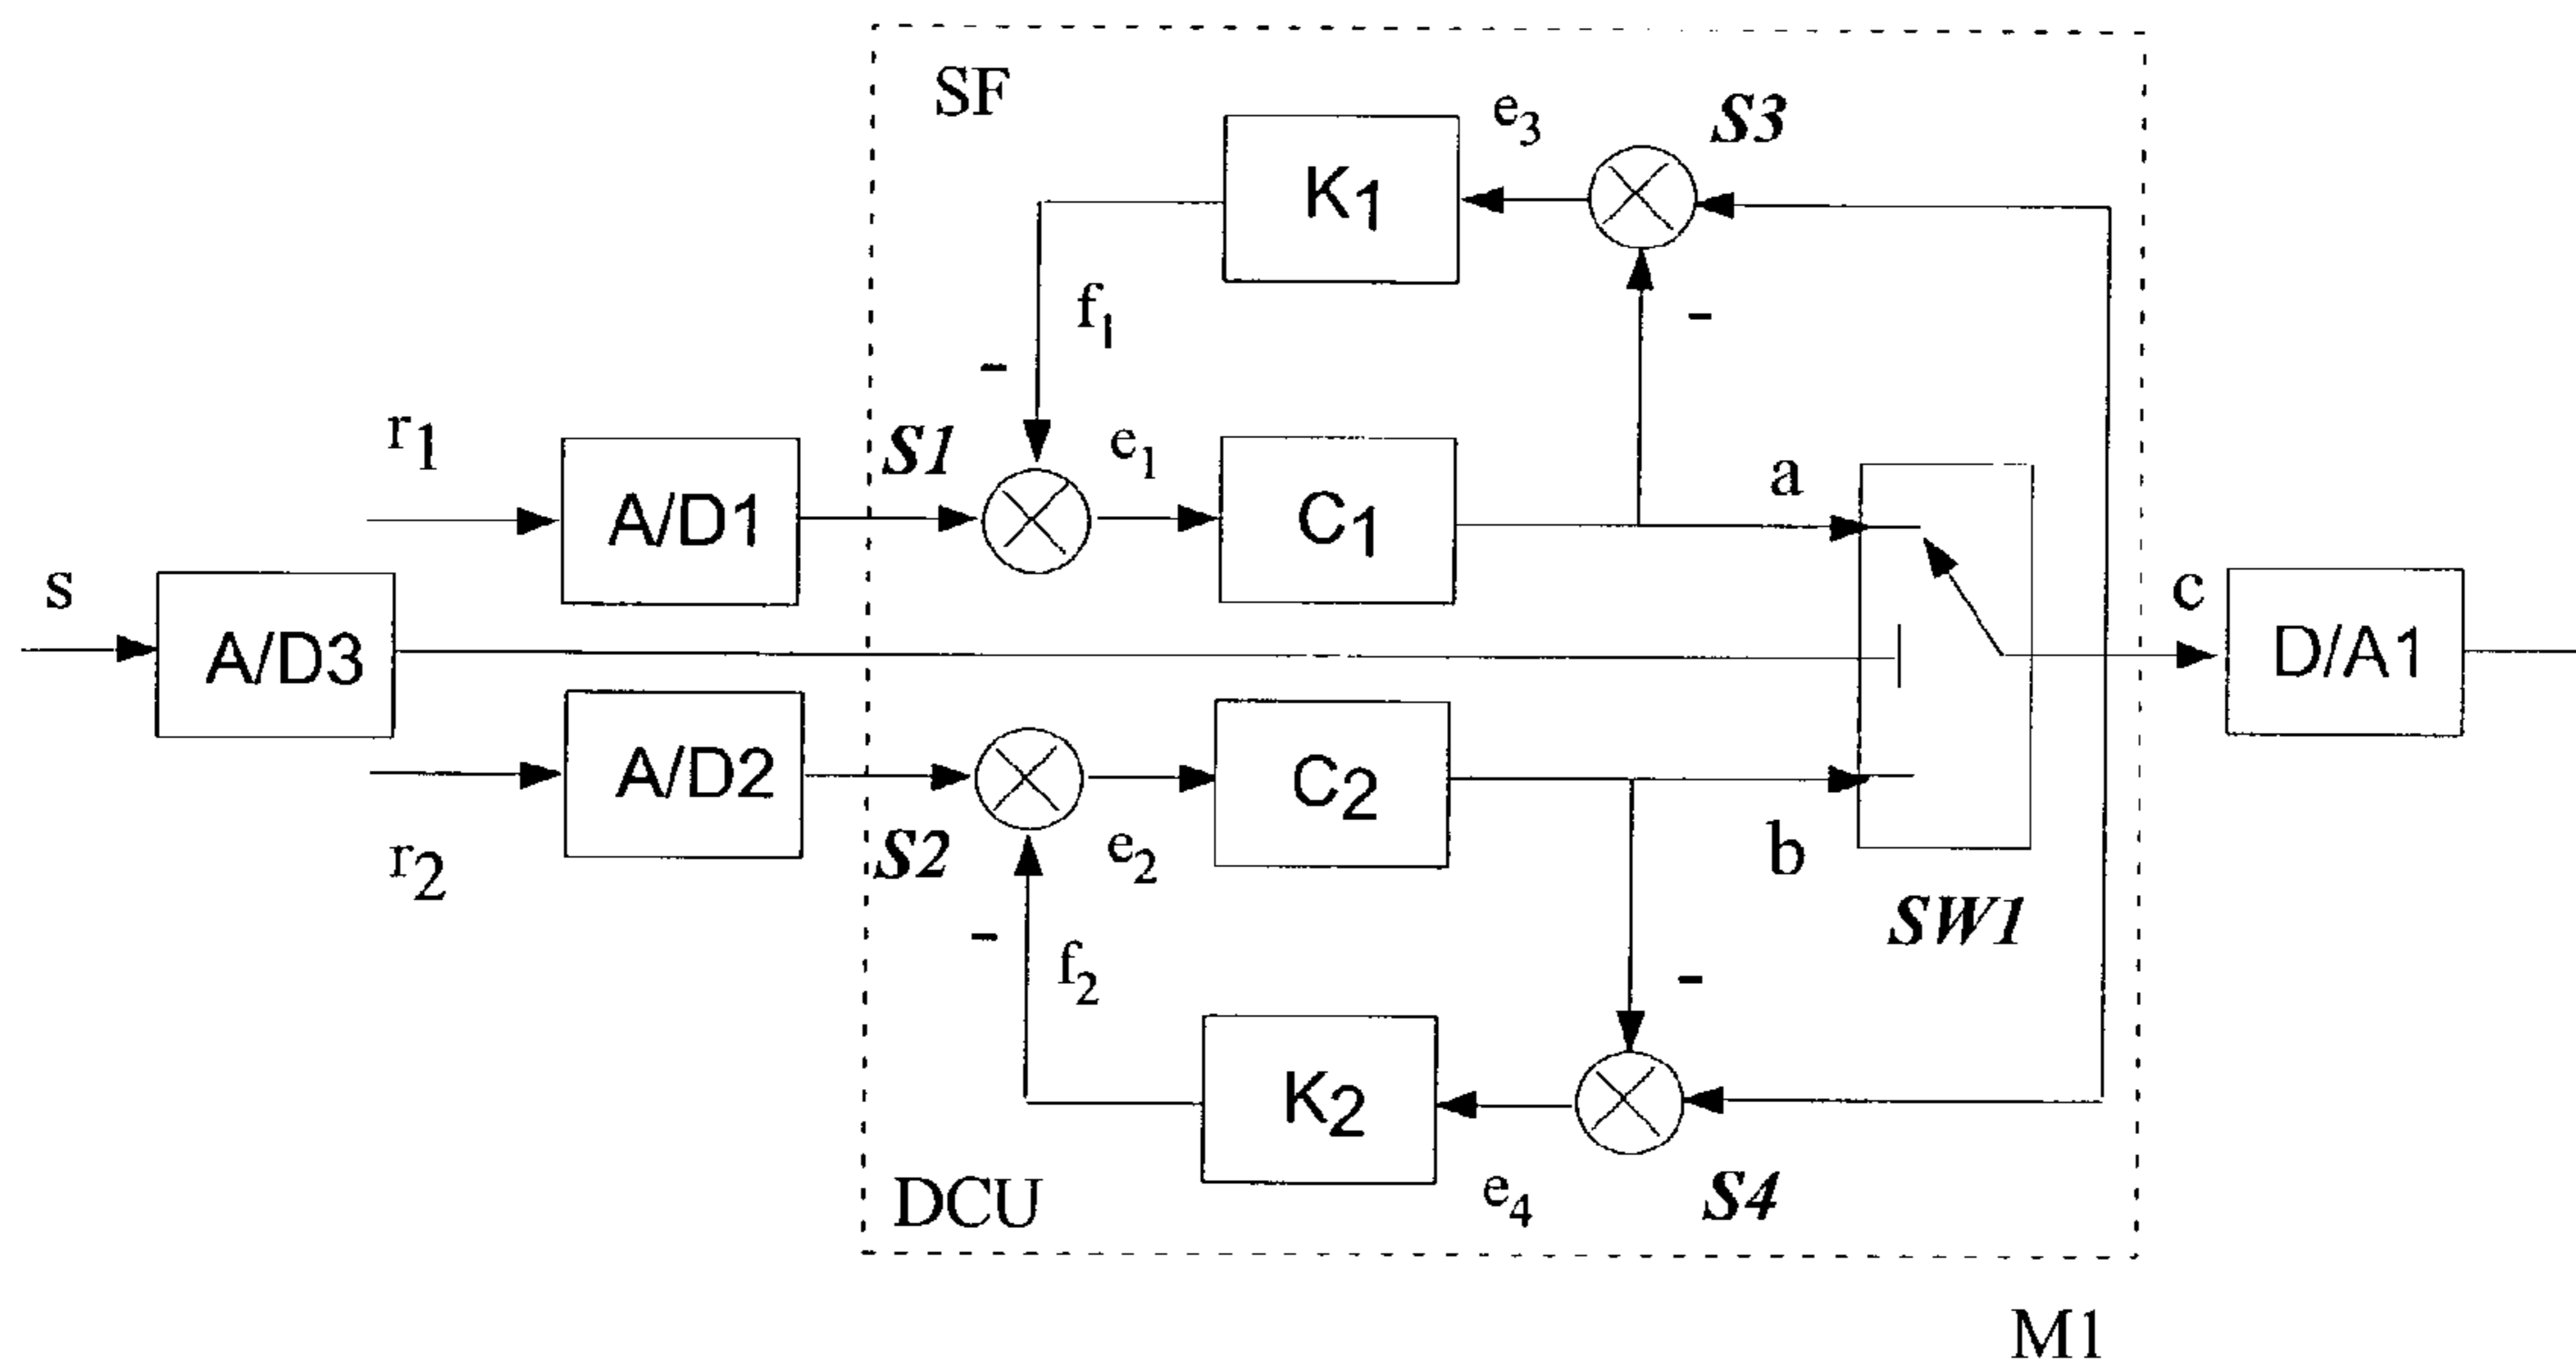 SF
e3
S3
K1
f1
-
-
r1
S1
e1
a
A/D1
C1
s
c
A/D3
D/A1
A/D2
C2
r2
S2
e2
b
SW1
-
f2
-
K2
DCU
e4
S4
M1